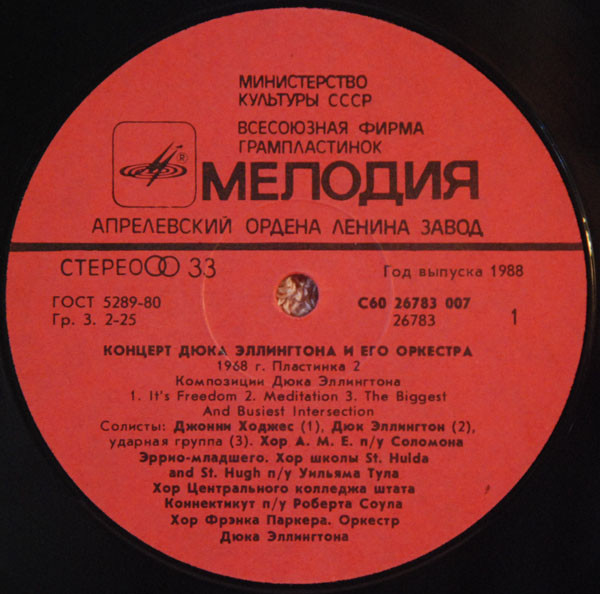 МИНИСТЕРСТВО
КУЛЬТУРЫ СССР
ВСЕСОЮЗНАЯ ФИРМА
ГРАМПЛАСТИНОК
®
МЕЛОДИЯ
АПРЕЛЕВСКИЙ ОРДЕНА ЛЕНИНА ЗАВОД
СТЕРЕО 33
Год выпуска 1988
ГОСТ 5289-80
С60 26783 007
Гр. 3. 2-25
26783
1
КОНЦЕРТ ДЮКА ЭЛЛИНГТОНА И ЕГО ОРКЕСТРА
1968 г. Пластинка 2
Композиции Дюка Эллингтона
1. It's Freedom 2. Meditation 3. The Biggest
And Busiest Intersection
Солисты: Джонни Ходжес (1), Дюк Эллингтон (2),
ударная группа (3). Хор А. М. Е. п/у Соломона
Эррио-младшего. Хор школы St. Hulda
and St. Hugh п/у Уильяма Тула
Хор Центрального колледжа штата
Коннектикут п/у Роберта Соула
Хор Фрэнка Паркера. Оркестр
Дюка Эллингтона